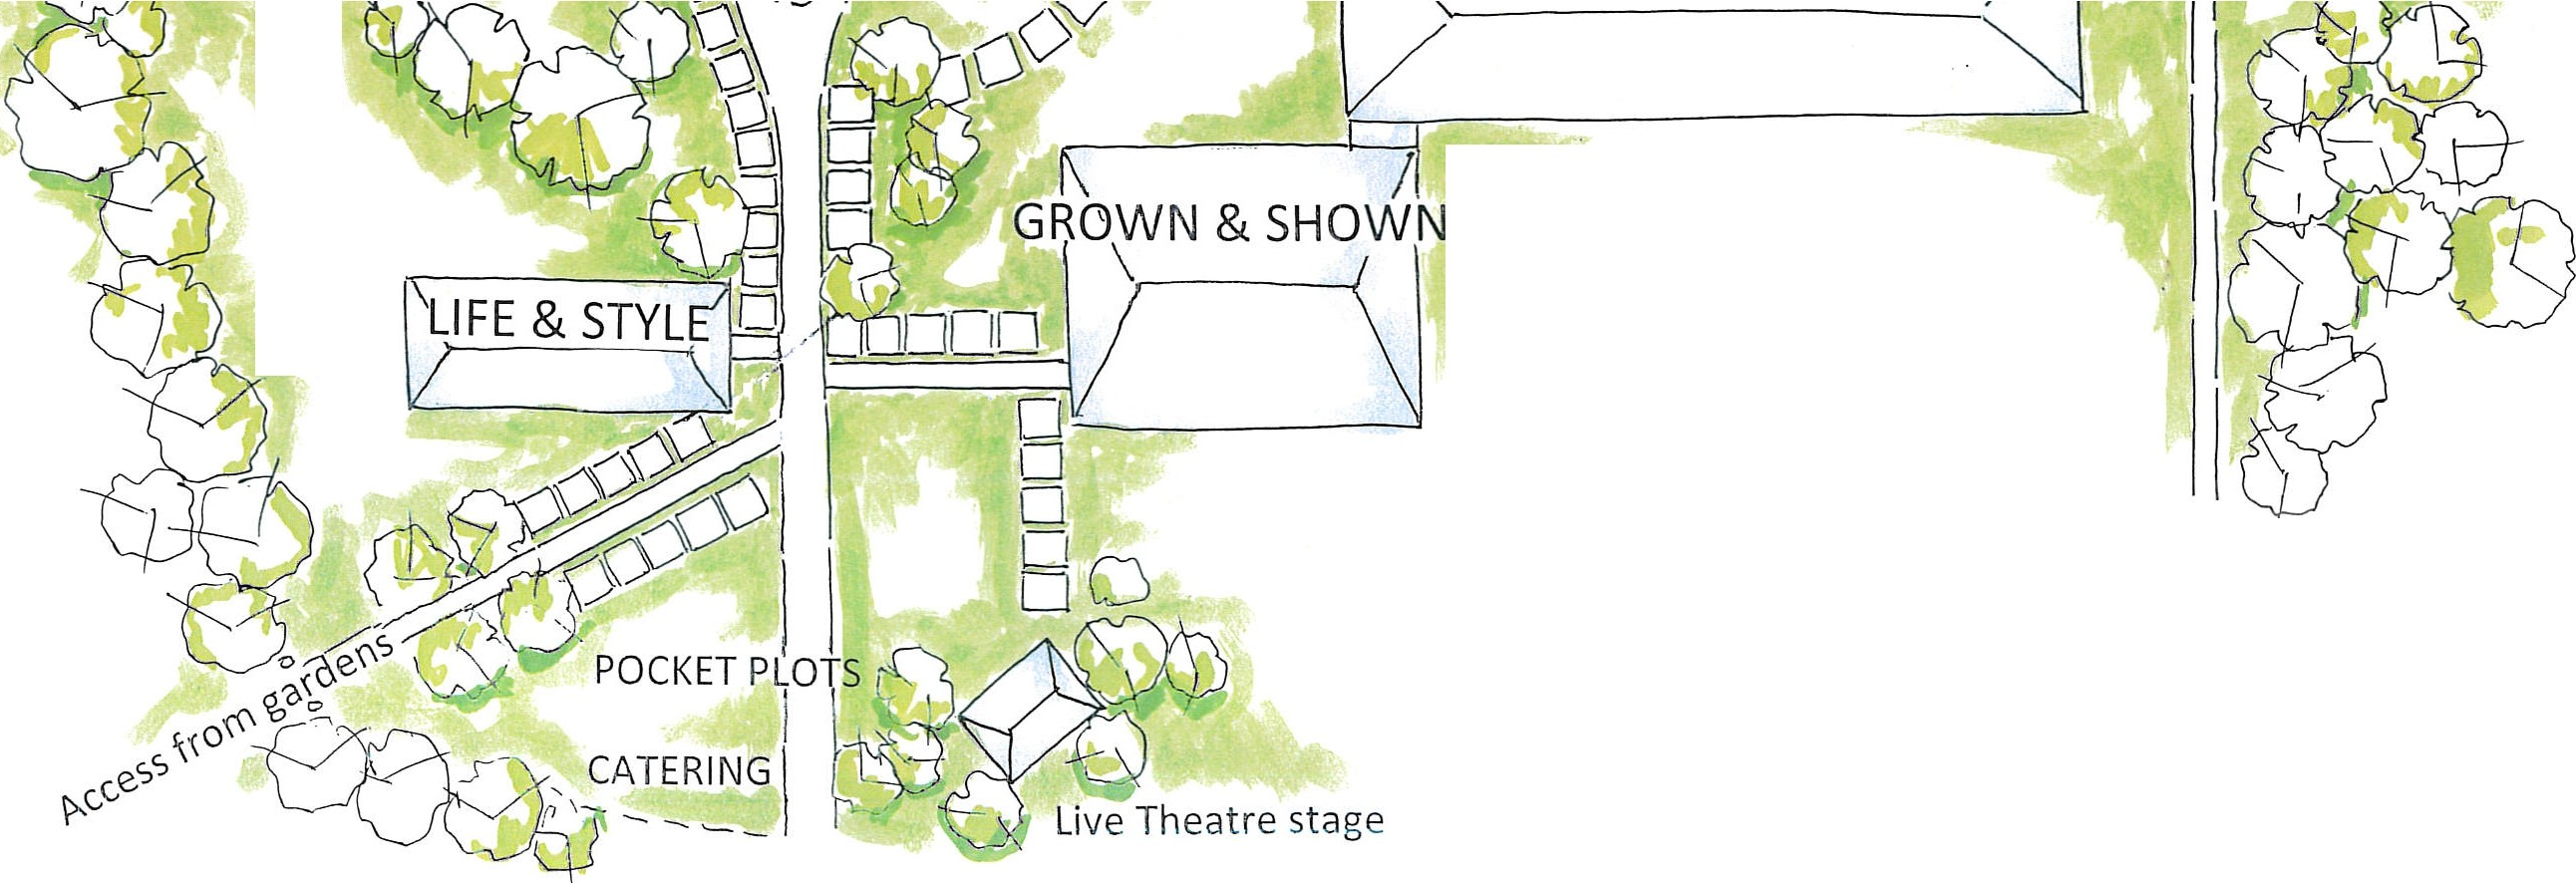 GROWN & SHOWN
LIFE & STYLE
POCKET PLOTS
Access from gardens
CATERING
Live Theatre stage